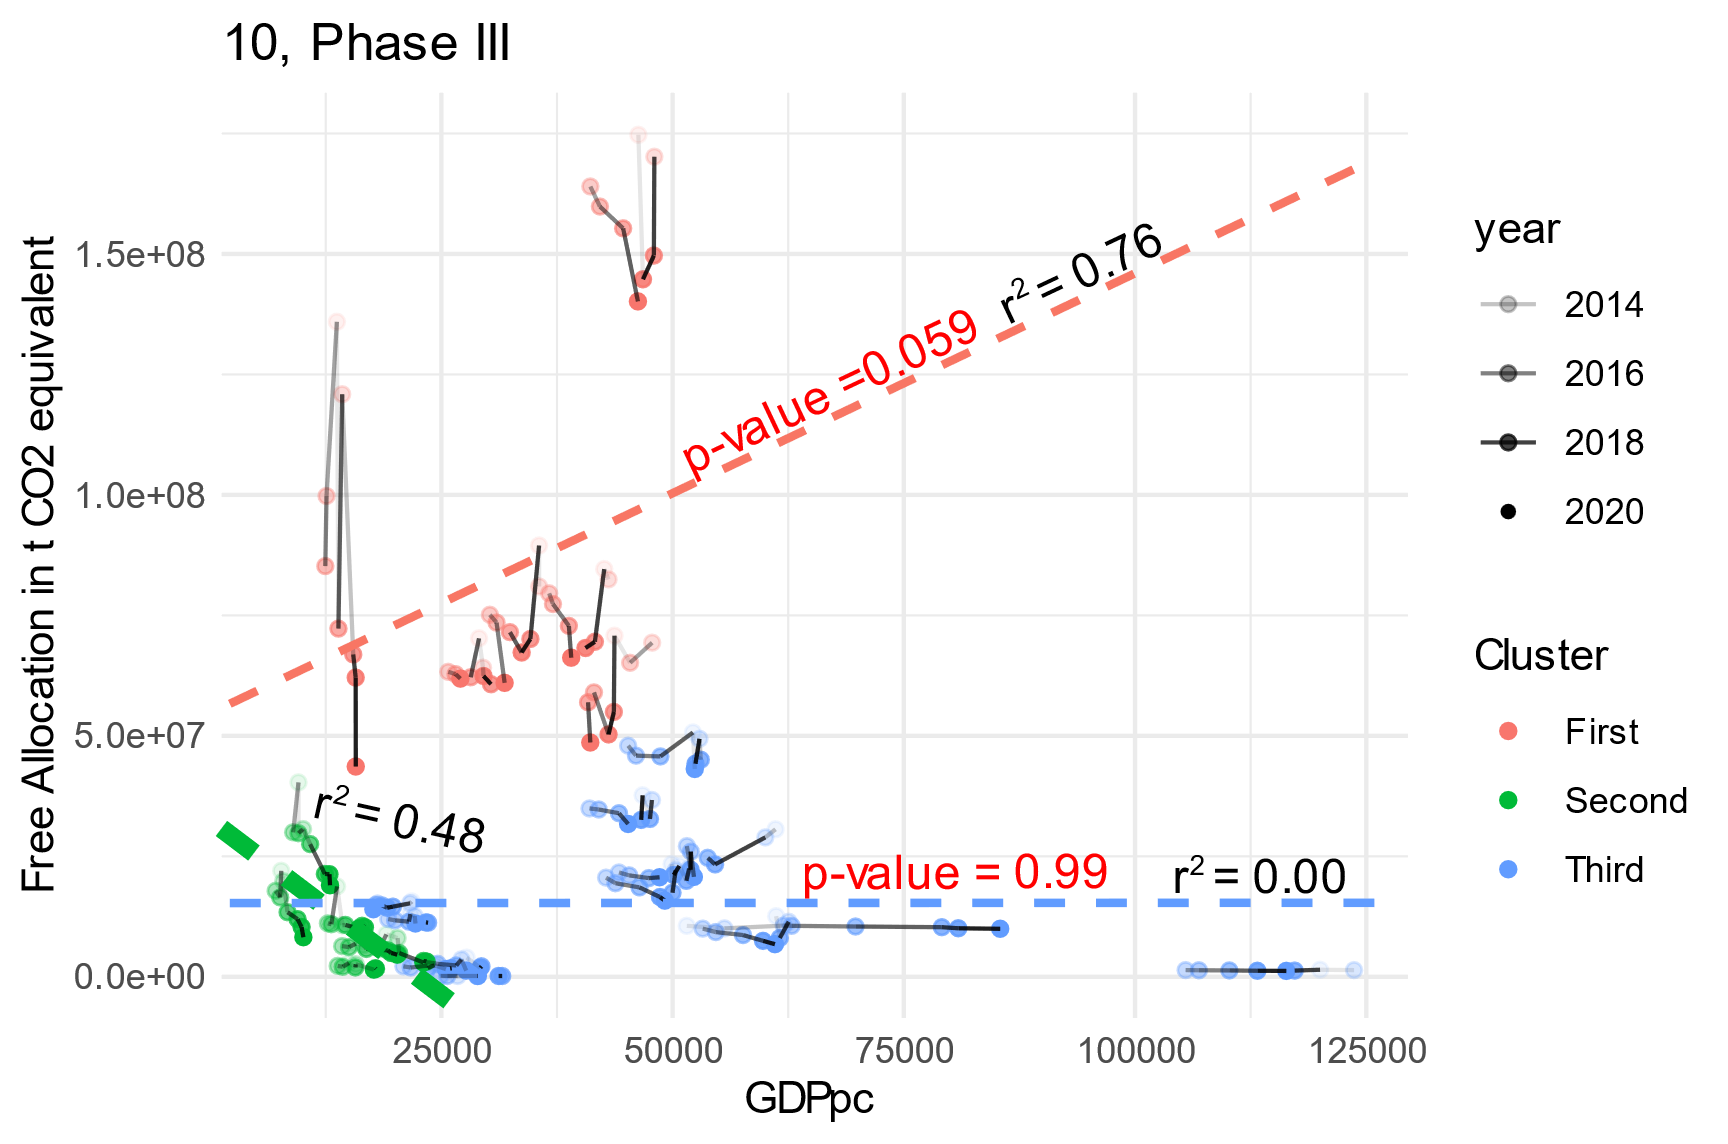 10, Phase III
Free Allocation in t CO2 equivalent
1.5e+08
1.0e+08
5.0e+07
0.0e+00
p-value =0.059
r² = 0.76
r² = 0.48
p-value = 0.99
r² = 0.00
25000
50000
75000
100000
125000
GDPpc
year
2014
2016
2018
2020
Cluster
First
Second
Third